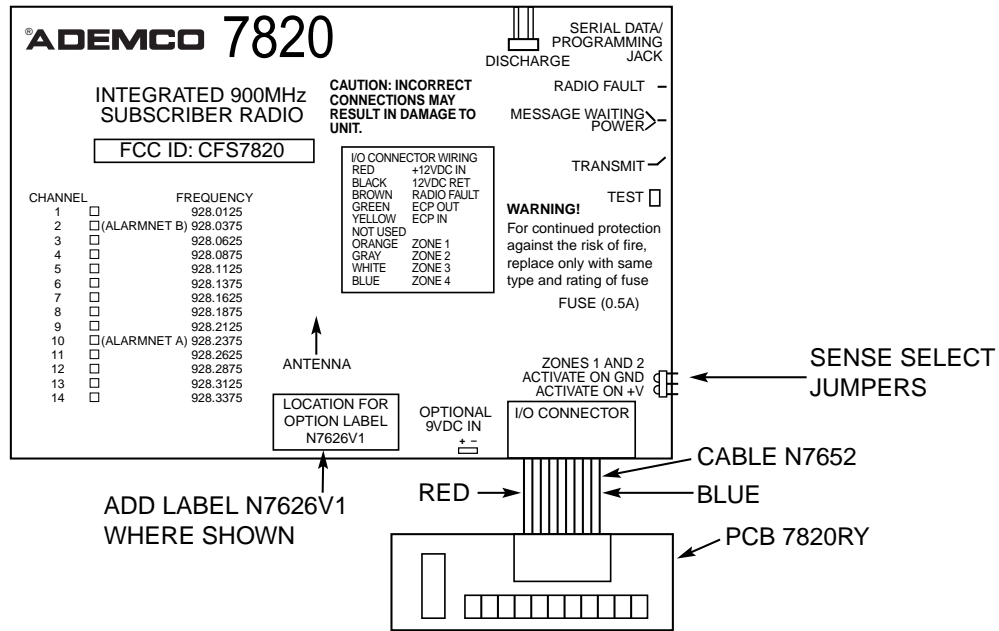 ®ADEMCO 7820
INTEGRATED 900MHz
SUBSCRIBER RADIO
FCC ID: CFS7820
CAUTION: INCORRECT
CONNECTIONS MAY
RESULT IN DAMAGE TO
UNIT.
DISCHARGE
SERIAL DATA/
PROGRAMMING
JACK
RADIO FAULT
MESSAGE WAITING
POWER
TRANSMIT
TEST
I/O CONNECTOR WIRING
RED +12VDC IN
BLACK 12VDC RET
BROWN RADIO FAULT
GREEN ECP OUT
YELLOW ECP IN
NOT USED
ORANGE ZONE 1
GRAY ZONE 2
WHITE ZONE 3
BLUE ZONE 4
WARNING!
For continued protection
against the risk of fire,
replace only with same
type and rating of fuse
FUSE (0.5A)
CHANNEL FREQUENCY
1 928.0125
2 (ALARMNET B) 928.0375
3 928.0625
4 928.0875
5 928.1125
6 928.1375
7 928.1625
8 928.1875
9 928.2125
10 (ALARMNET A) 928.2375
11 928.2625
12 928.2875
13 928.3125
14 928.3375
ANTENNA
LOCATION FOR
OPTION LABEL
N7626V1
OPTIONAL
9VDC IN
+ –
ZONES 1 AND 2
ACTIVATE ON GND
ACTIVATE ON +V
I/O CONNECTOR
SENSE SELECT
JUMPERS
CABLE N7652
RED
BLUE
ADD LABEL N7626V1
WHERE SHOWN
PCB 7820RY